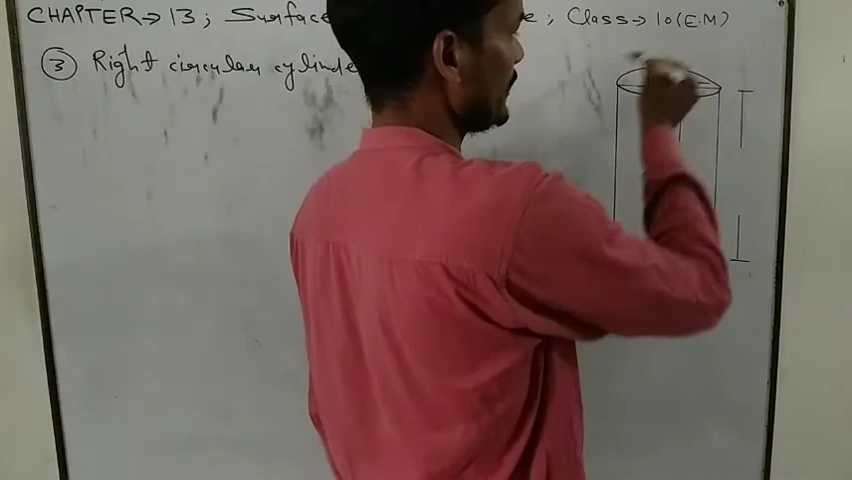 CHAPTER→ 13; Surface ; Class→ 10(E.M)
③ Right circular cylinde